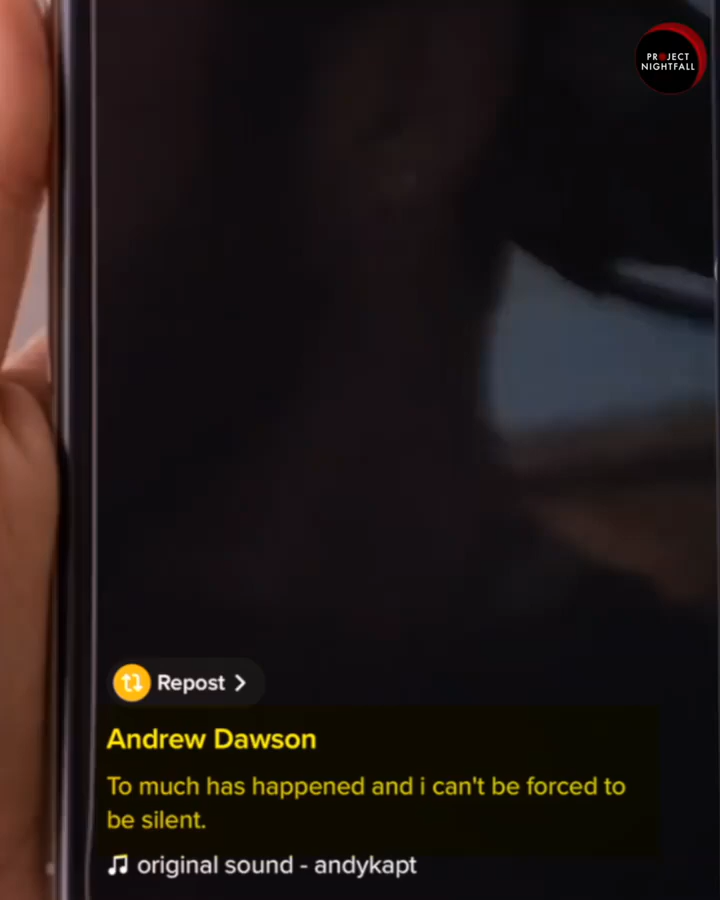 PROJECT
NIGHTFALL
Repost
Andrew Dawson
To much has happened and i can't be forced to
be silent.
original sound - andykapt